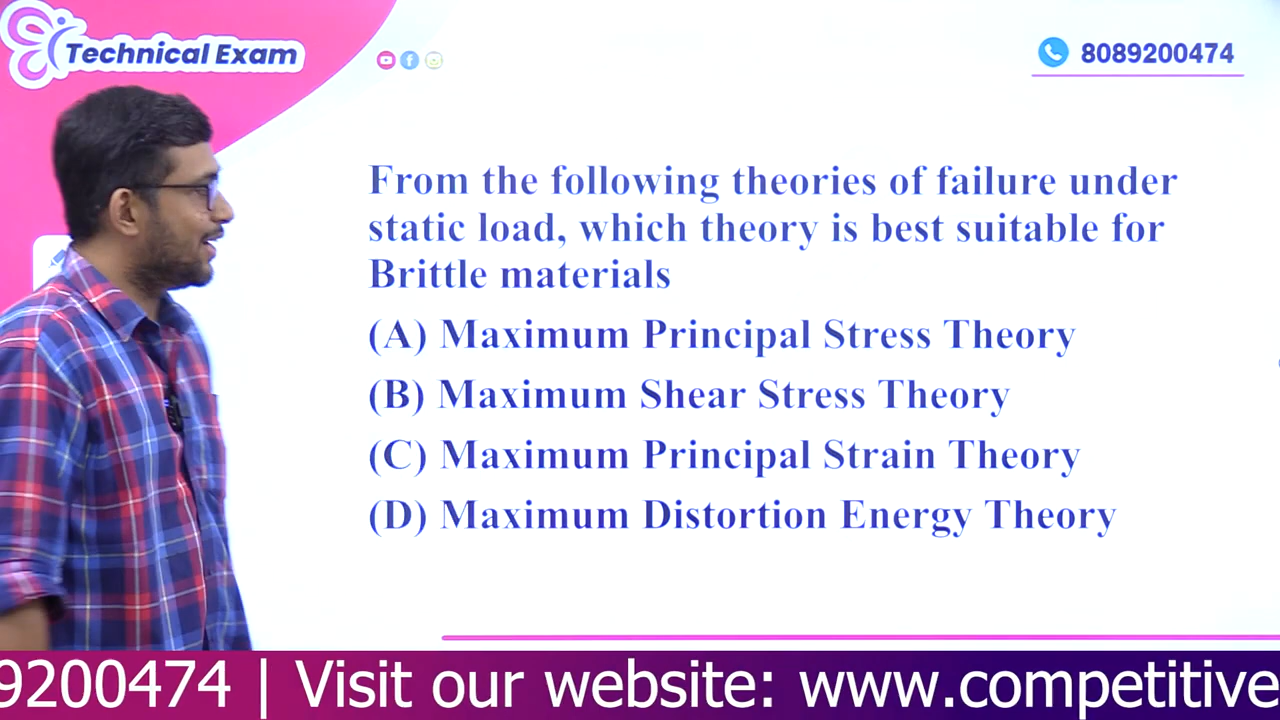 Technical Exam
8089200474
From the following theories of failure under
static load, which theory is best suitable for
Brittle materials
(A) Maximum Principal Stress Theory
(B) Maximum Shear Stress Theory
(C) Maximum Principal Strain Theory
(D) Maximum Distortion Energy Theory
9200474 | Visit our website: www.competitive